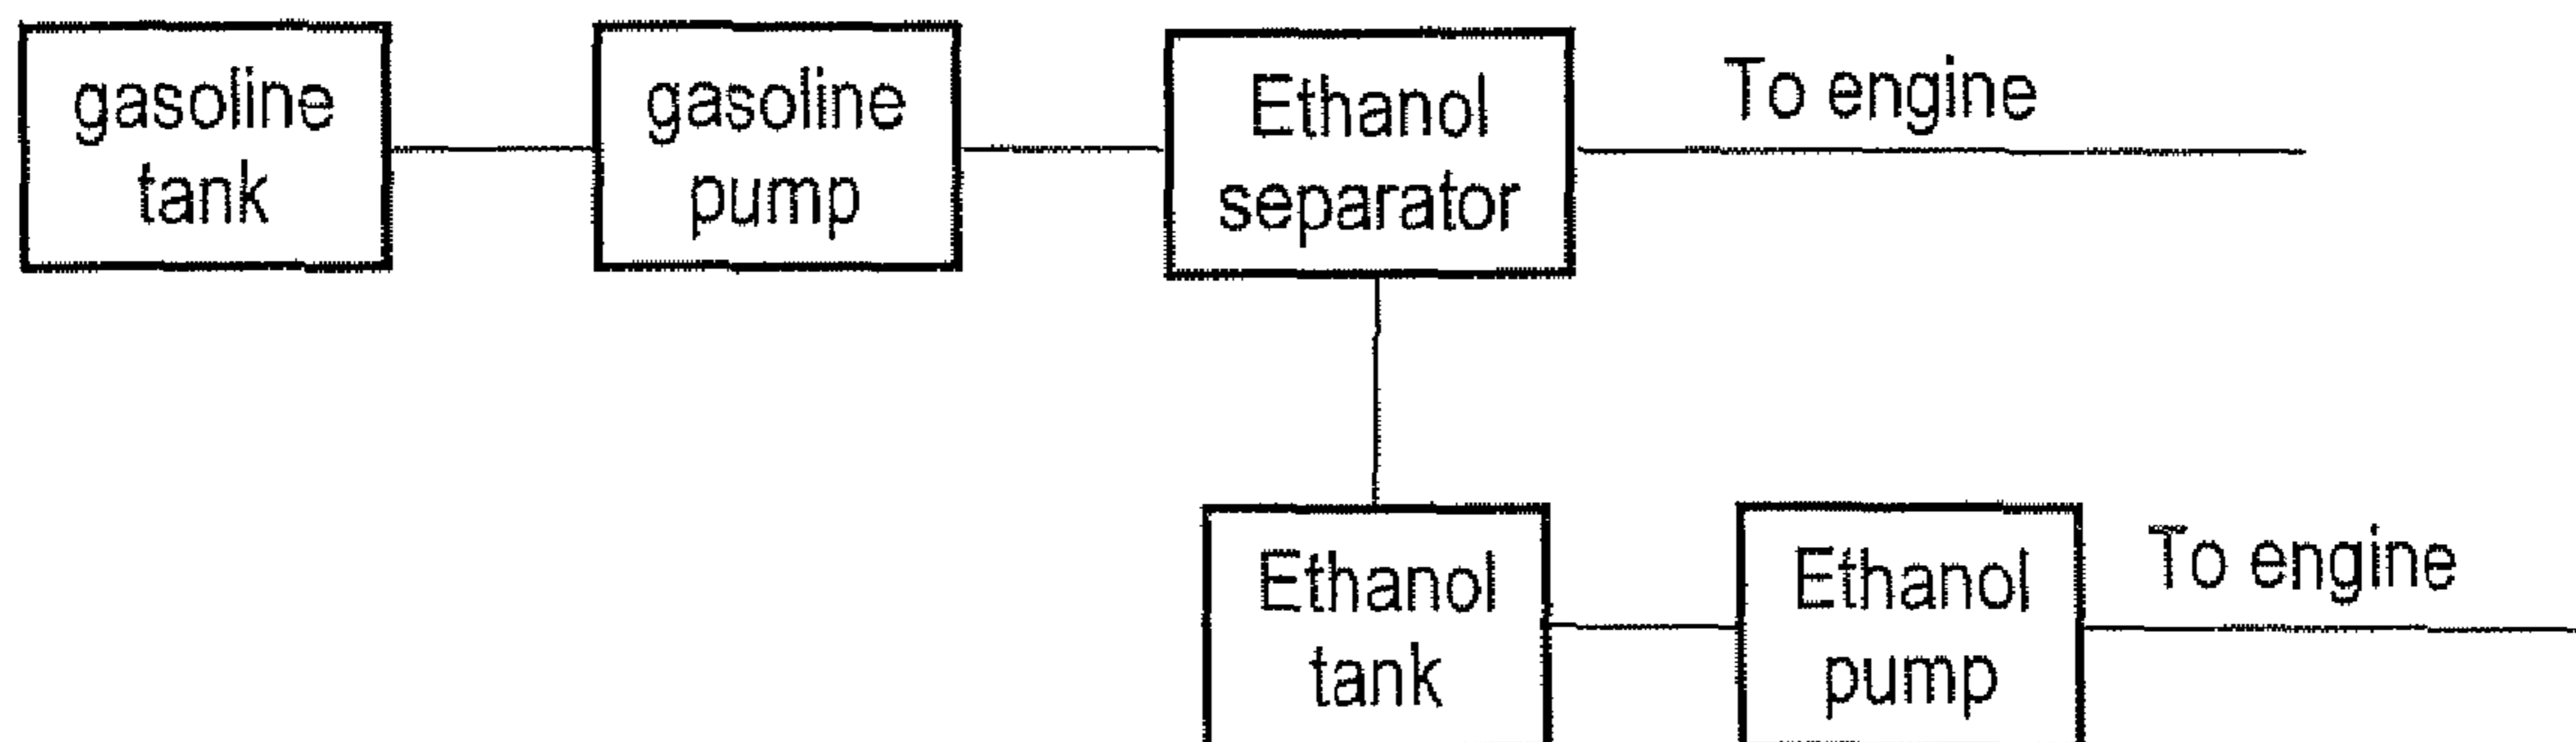 gasoline
tank
gasoline
pump
Ethanol
separator
To engine
Ethanol
tank
Ethanol
pump
To engine